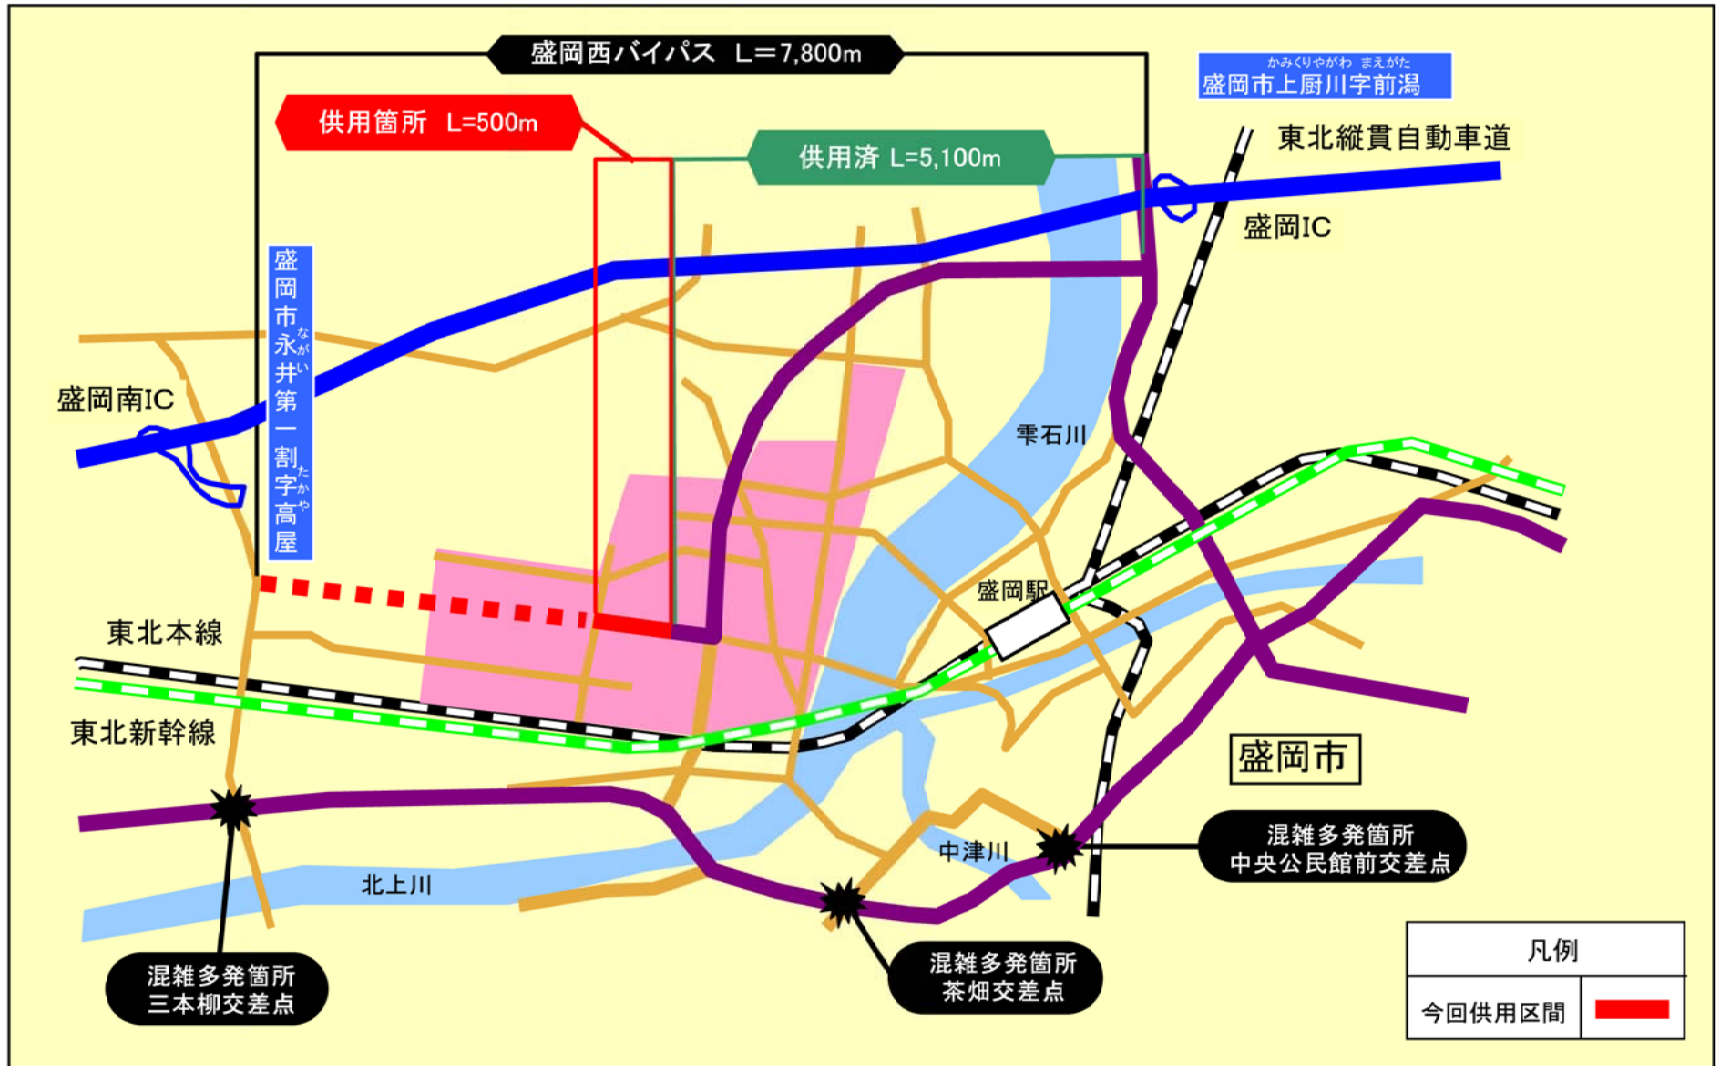 盛岡西バイパス L=7,800m
かみくりやがわ まえがた
盛岡市上厨川字前潟
供用箇所 L=500m
供用済 L=5,100m
東北縦貫自動車道
盛岡IC
盛岡市永井第一割字高屋
ながい
たかや
盛岡南IC
雫石川
盛岡駅
東北本線
東北新幹線
盛岡市
混雑多発箇所
中央公民館前交差点
中津川
北上川
混雑多発箇所
三本柳交差点
混雑多発箇所
茶畑交差点
凡例
今回供用区間